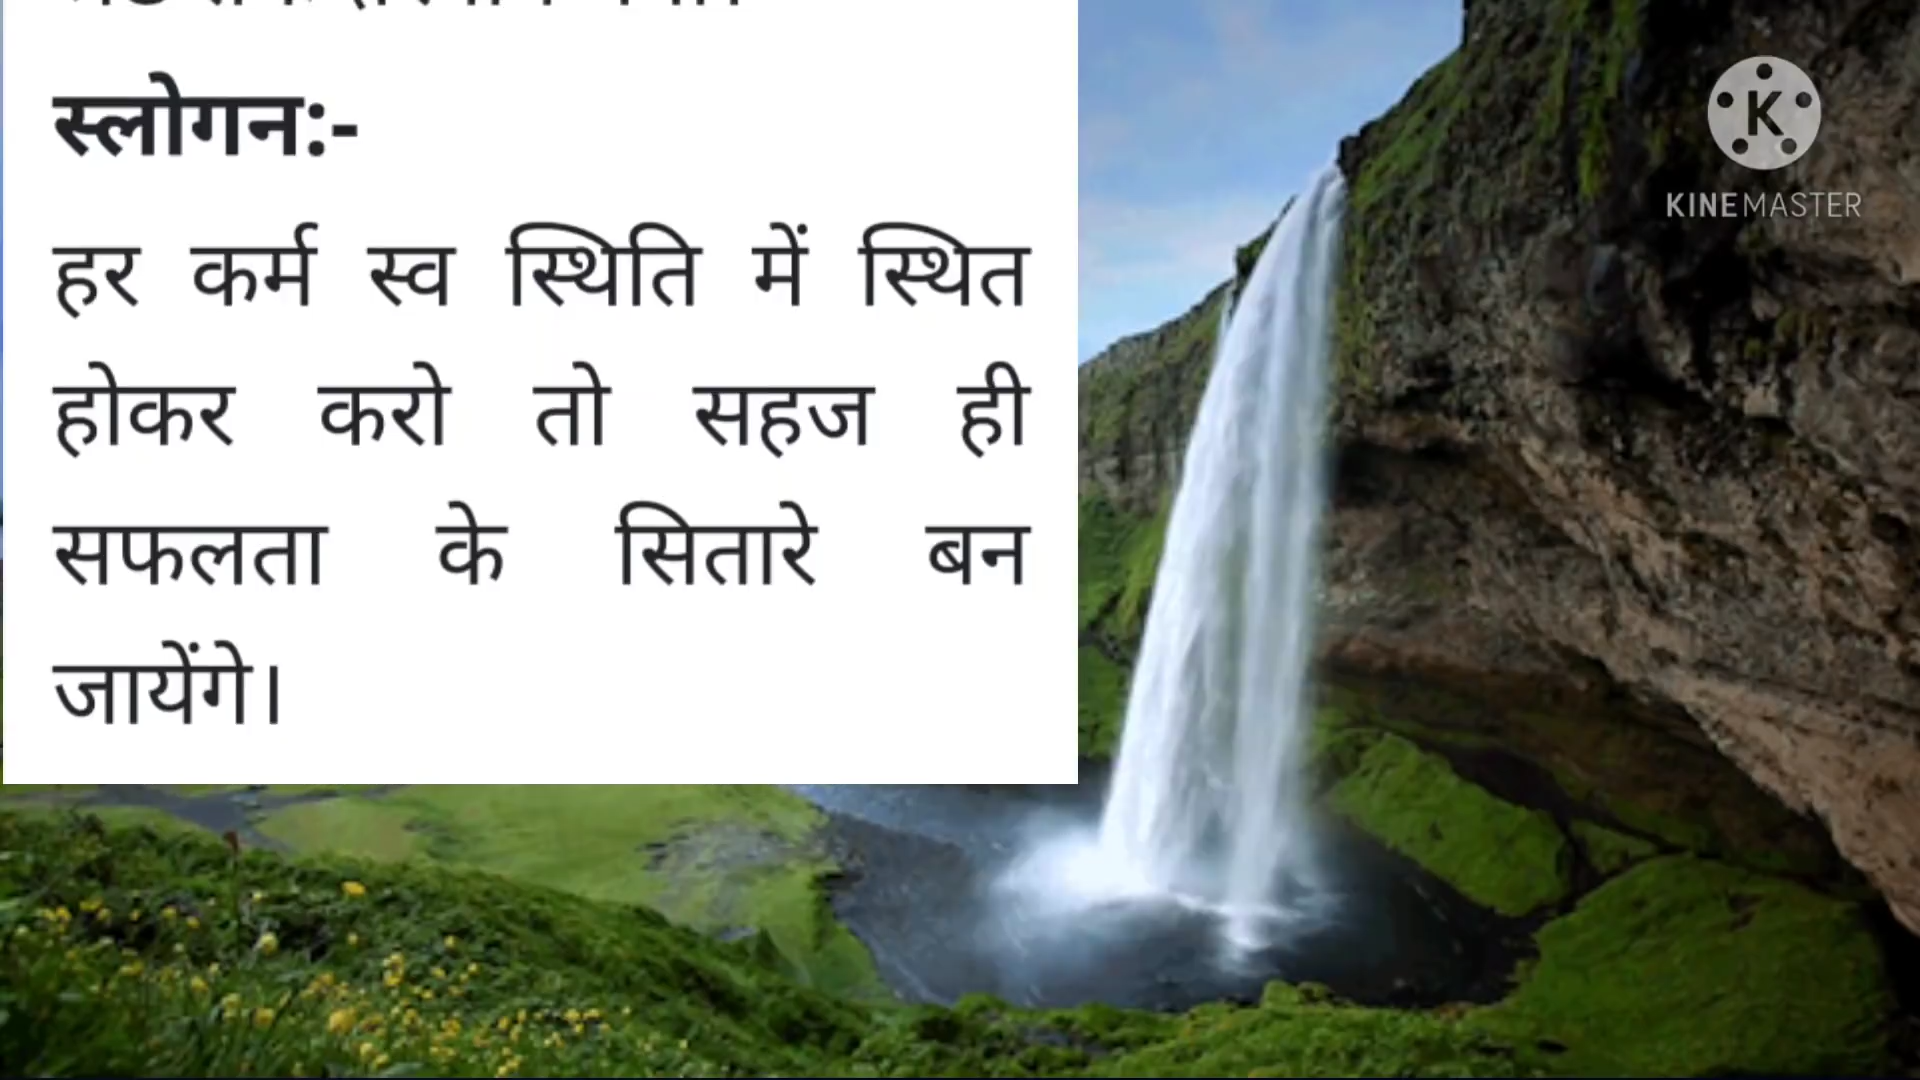 स्लोगन:-
हर कर्म स्व स्थिति में स्थित
होकर करो तो सहज ही
सफलता के सितारे बन
जायेंगे।
K
KINEMASTER